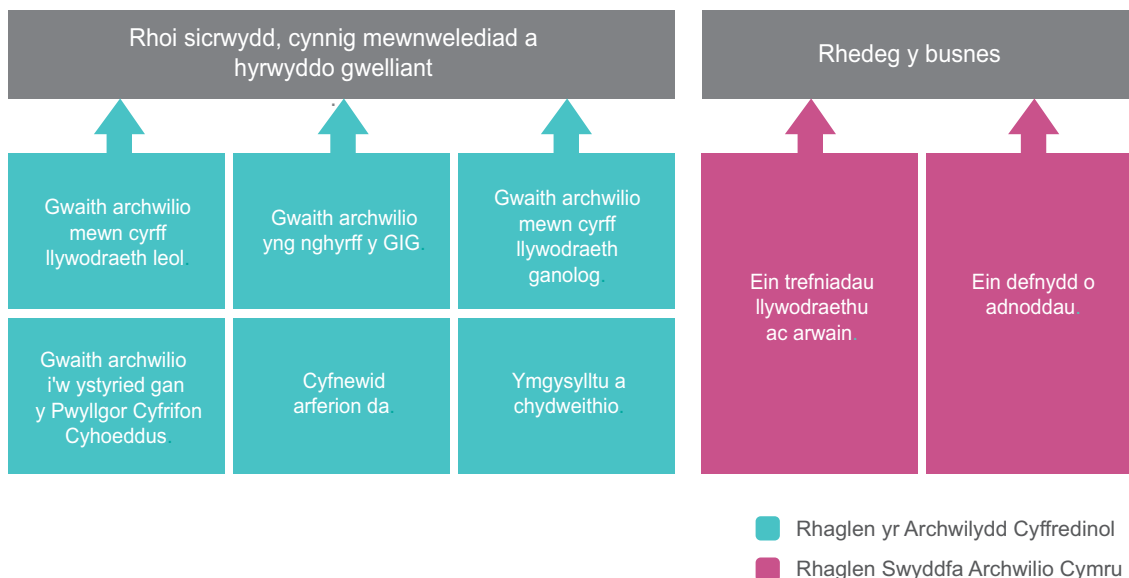 Rhoi sicrwydd, cynnig mewnwelediad a
hyrwyddo gwelliant
.
Rhedeg y busnes
Gwaith archwilio
mewn cyrff
llywodraeth leol.
Gwaith archwilio
yng nghyrff y GIG.
Gwaith archwilio
mewn cyrff
llywodraeth
ganolog.
Ein trefniadau
llywodraethu
ac arwain.
Ein defnydd o
adnoddau.
Gwaith archwilio
i'w ystyried gan
y Pwyllgor Cyfrifon
Cyhoeddus.
Cyfnewid
arferion da.
Ymgysylltu a
chydweithio.
Rhaglen yr Archwilydd Cyffredinol
Rhaglen Swyddfa Archwilio Cymru